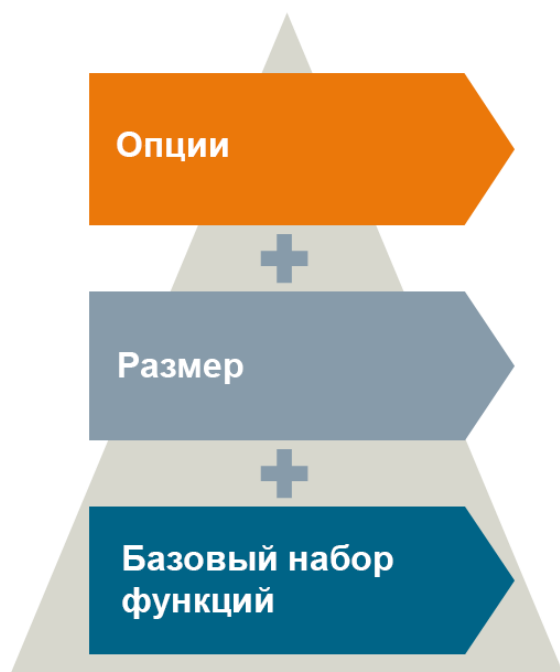 Опции
Размер
Базовый набор
функций